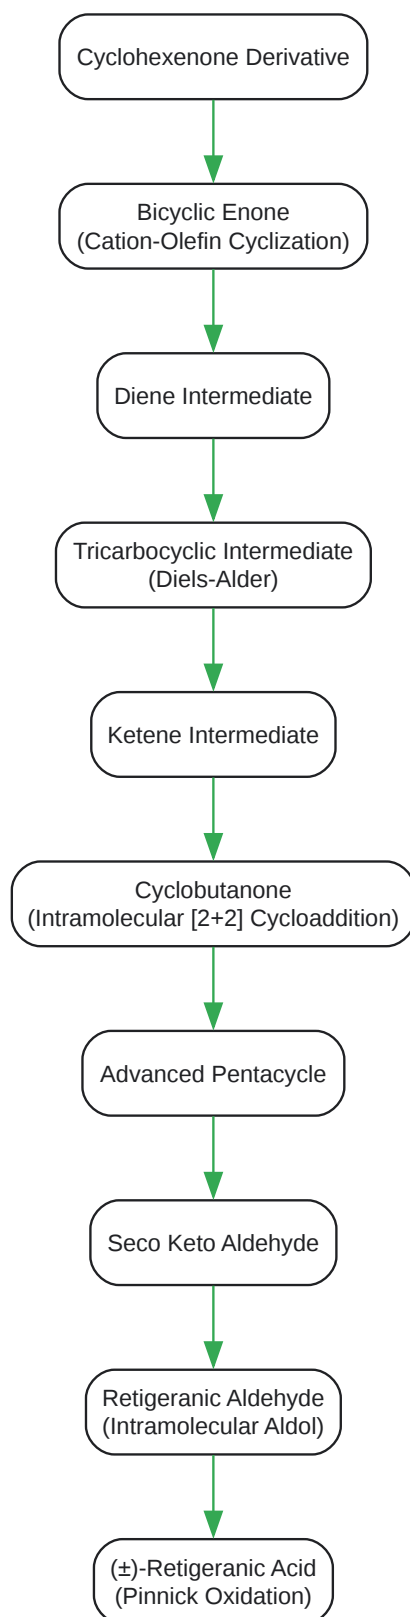 Cyclohexenone Derivative
Bicyclic Enone
(Cation-Olefin Cyclization)
Diene Intermediate
Tricarbocyclic Intermediate
(Diels-Alder)
Ketene Intermediate
Cyclobutanone
(Intramolecular [2+2] Cycloaddition)
Advanced Pentacycle
Seco Keto Aldehyde
Retigeranic Aldehyde
(Intramolecular Aldol)
(±)-Retigeranic Acid
(Pinnick Oxidation)